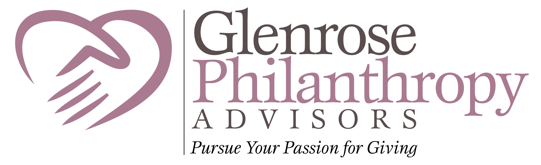 Glenrose
Philanthropy
ADVISORS
Pursue Your Passion for Giving